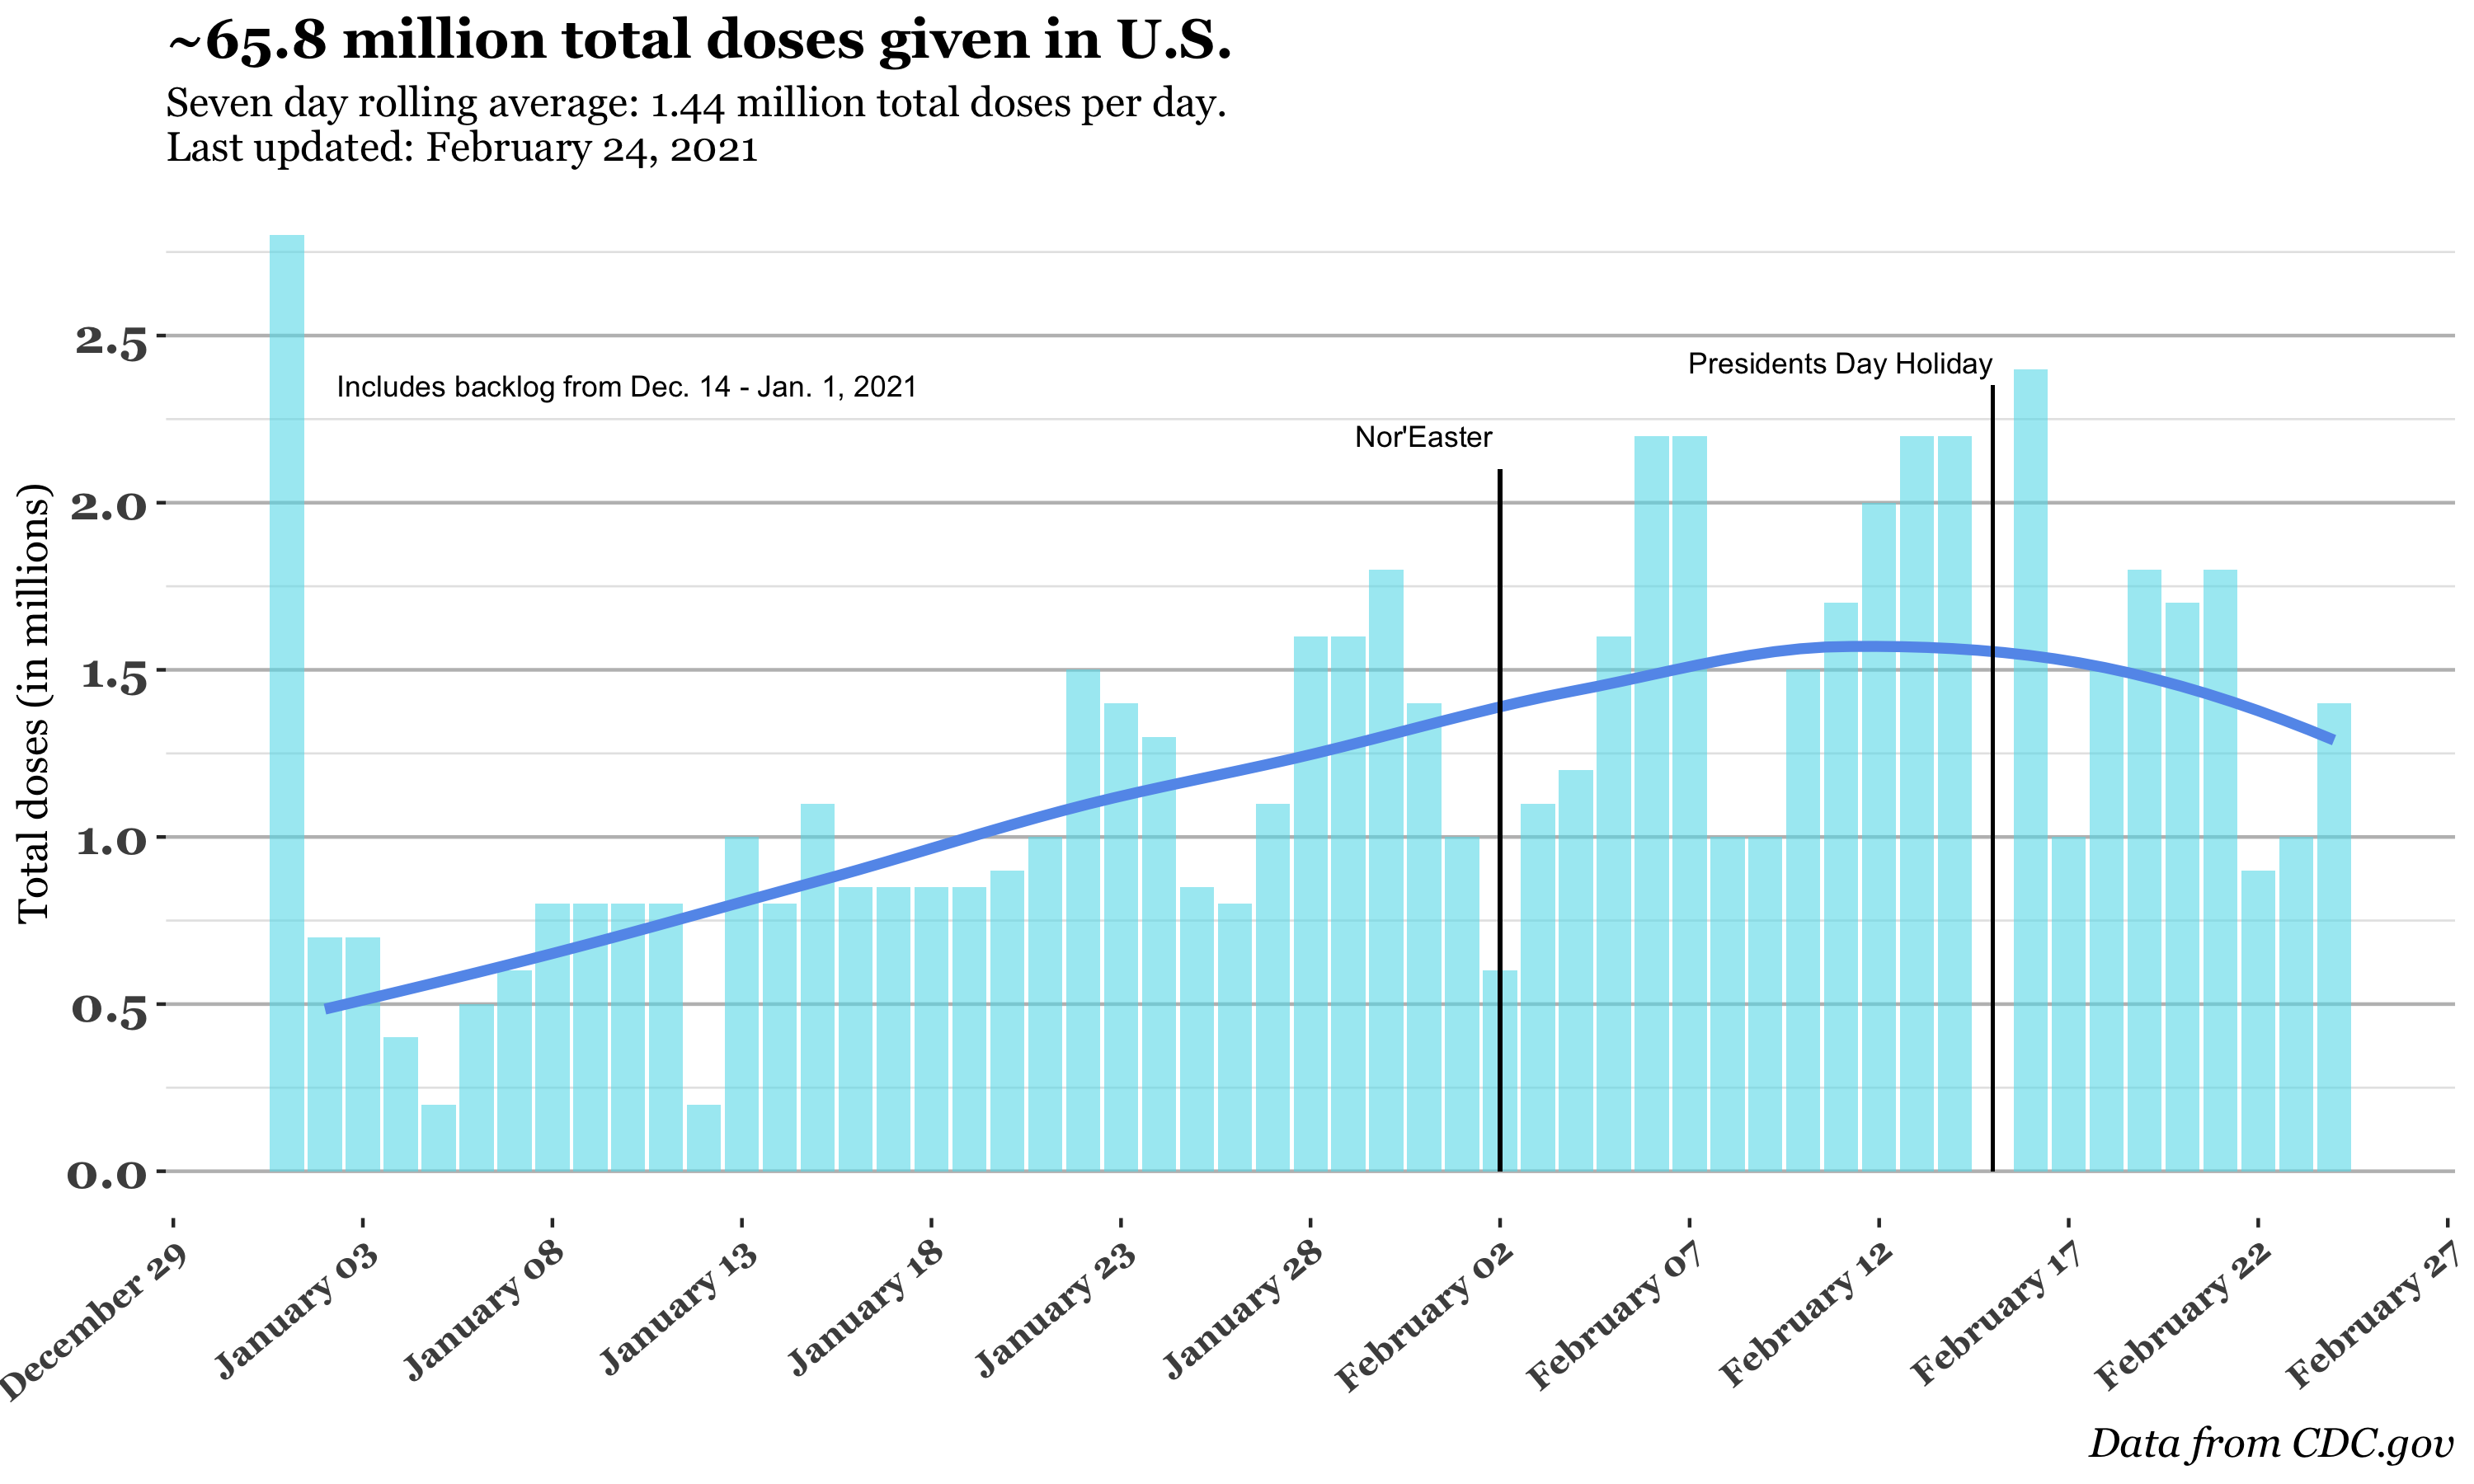 ~65.8 million total doses given in U.S.
Seven day rolling average: 1.44 million total doses per day.
Last updated: February 24, 2021
Total doses (in millions)
2.5
2.0
1.5
1.0
0.5
0.0
Includes backlog from Dec. 14 - Jan. 1, 2021
Nor'Easter
Presidents Day Holiday
December 29
January 03
January 08
January 13
January 18
January 23
January 28
February 02
February 07
February 12
February 17
February 22
February 27
Data from CDC.gov